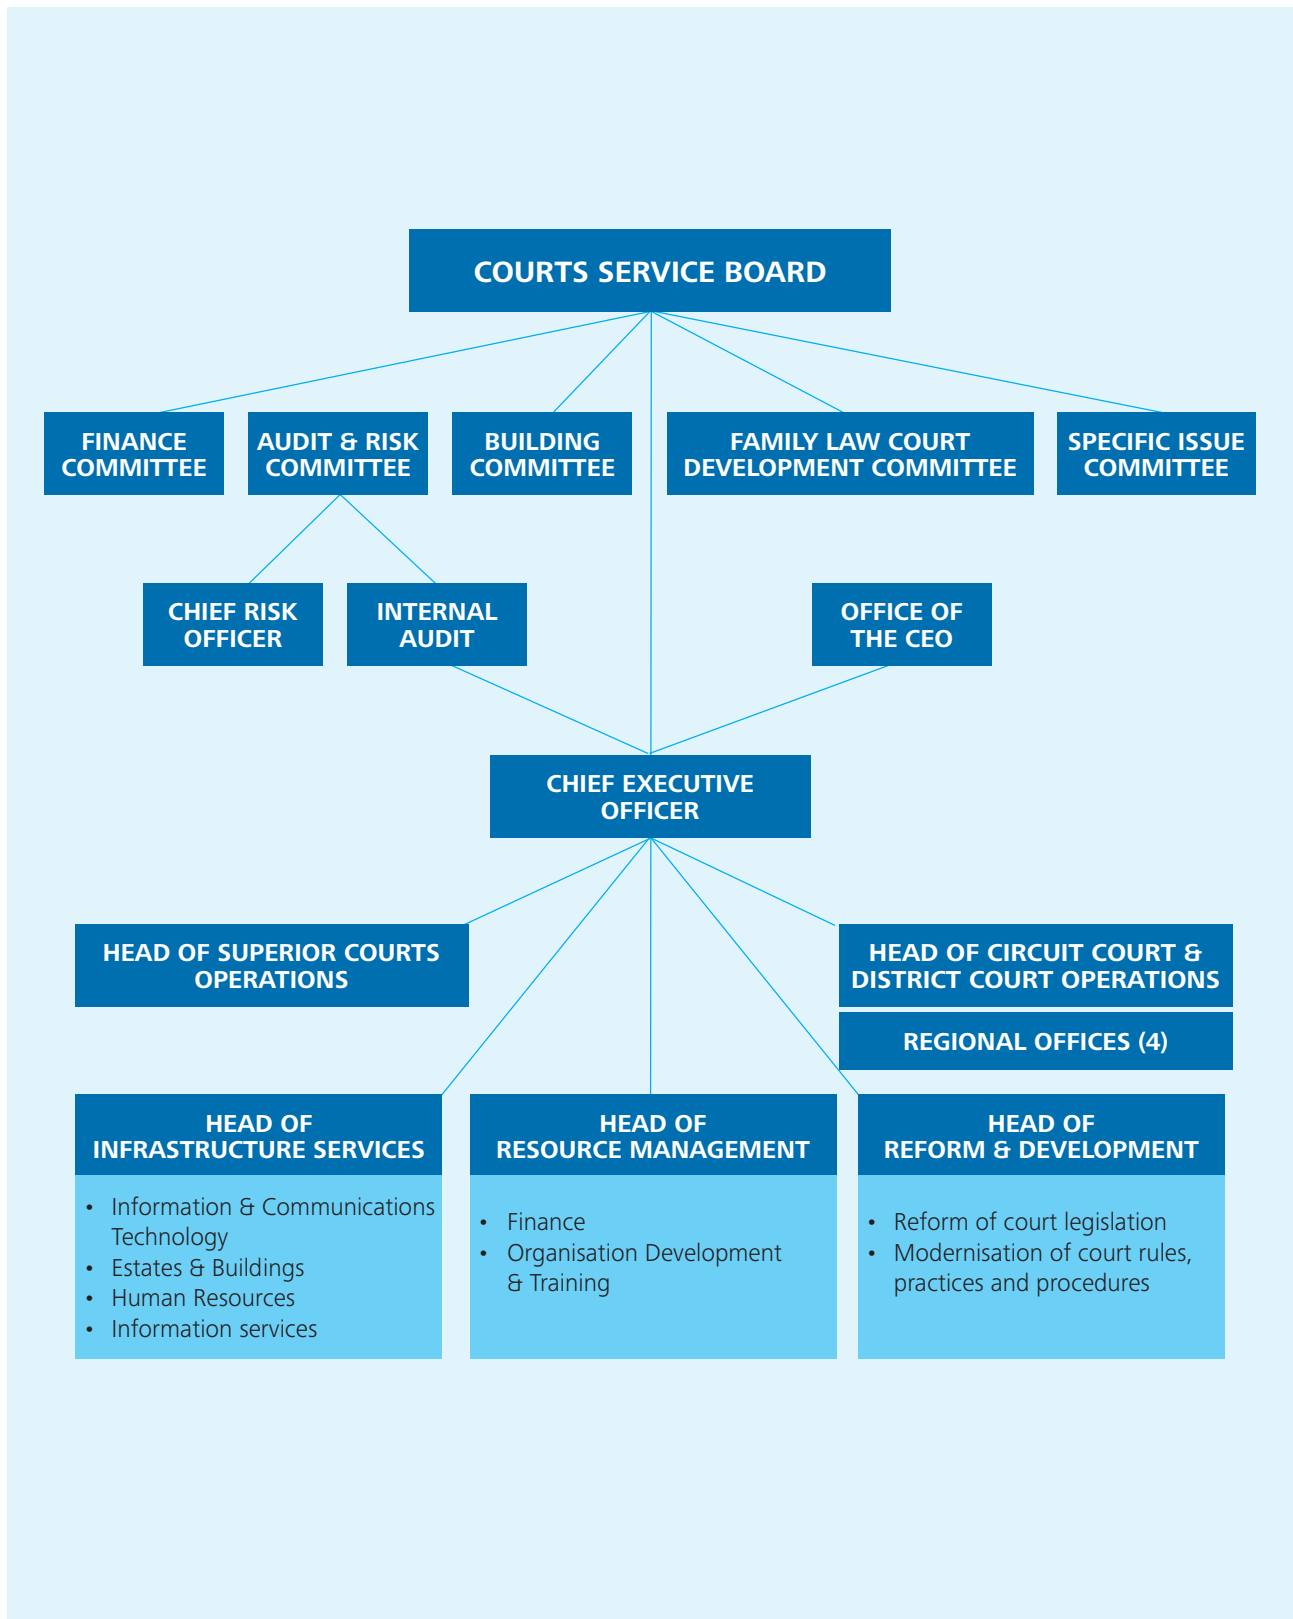 COURTS SERVICE BOARD
FINANCE
COMMITTEE
AUDIT & RISK
COMMITTEE
BUILDING
COMMITTEE
FAMILY LAW COURT
DEVELOPMENT COMMITTEE
SPECIFIC ISSUE
COMMITTEE
CHIEF RISK
OFFICER
INTERNAL
AUDIT
OFFICE OF
THE CEO
CHIEF EXECUTIVE
OFFICER
HEAD OF SUPERIOR COURTS
OPERATIONS
HEAD OF CIRCUIT COURT &
DISTRICT COURT OPERATIONS
REGIONAL OFFICES (4)
HEAD OF
INFRASTRUCTURE SERVICES
• Information & Communications
Technology
• Estates & Buildings
• Human Resources
• Information services
HEAD OF
RESOURCE MANAGEMENT
• Finance
• Organisation Development
& Training
HEAD OF
REFORM & DEVELOPMENT
• Reform of court legislation
• Modernisation of court rules,
practices and procedures